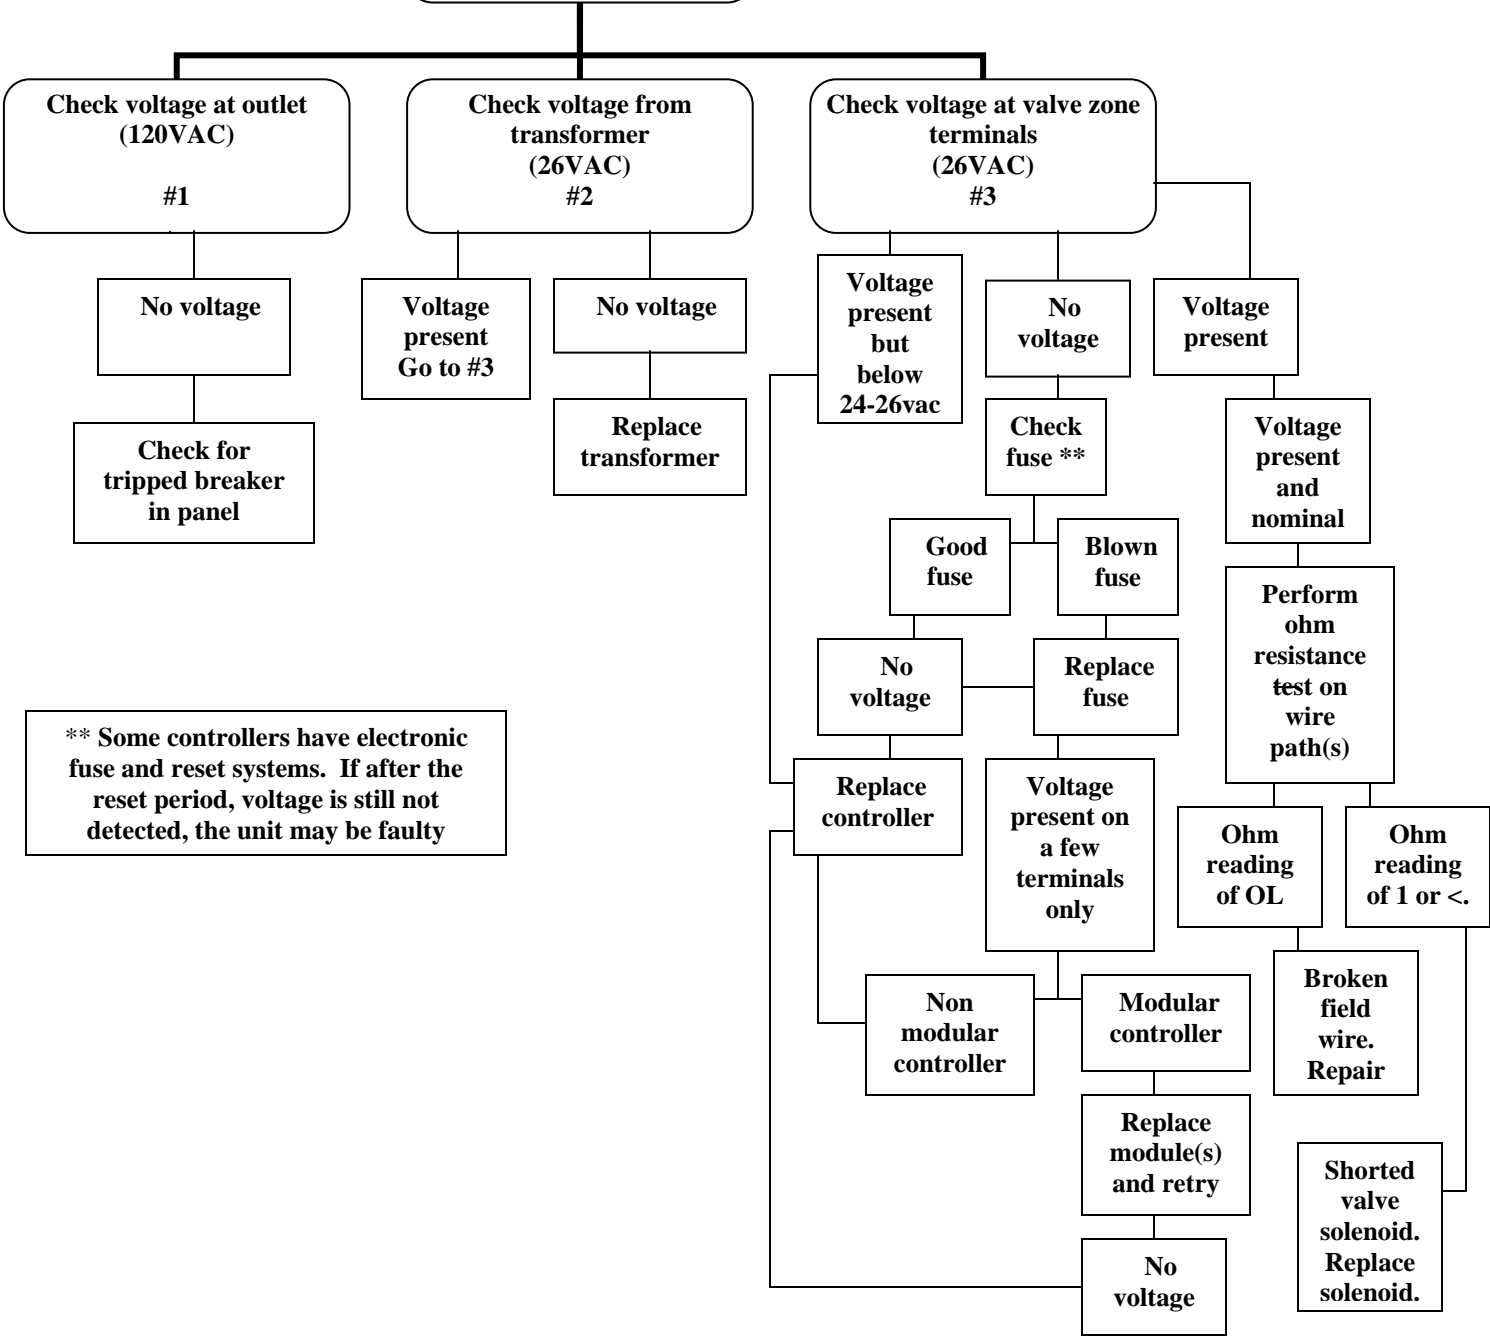 Check voltage at outlet
(120VAC)
#1
Check voltage from
transformer
(26VAC)
#2
Check voltage at valve zone
terminals
(26VAC)
#3
No voltage
Check for
tripped breaker
in panel
Voltage
present
Go to #3
No voltage
Replace
transformer
Voltage
present
but
below
24-26vac
No
voltage
Voltage
present
Check
fuse **
Voltage
present
and
nominal
Good
fuse
Blown
fuse
Perform
ohm
resistance
test on
wire
path(s)
No
voltage
Replace
fuse
** Some controllers have electronic
fuse and reset systems.  If after the
reset period, voltage is still not
detected, the unit may be faulty
Replace
controller
Voltage
present on
a few
terminals
only
Ohm
reading
of OL
Ohm
reading
of 1 or <.
Non
modular
controller
Modular
controller
Broken
field
wire.
Repair
Replace
module(s)
and retry
Shorted
valve
solenoid.
Replace
solenoid.
No
voltage